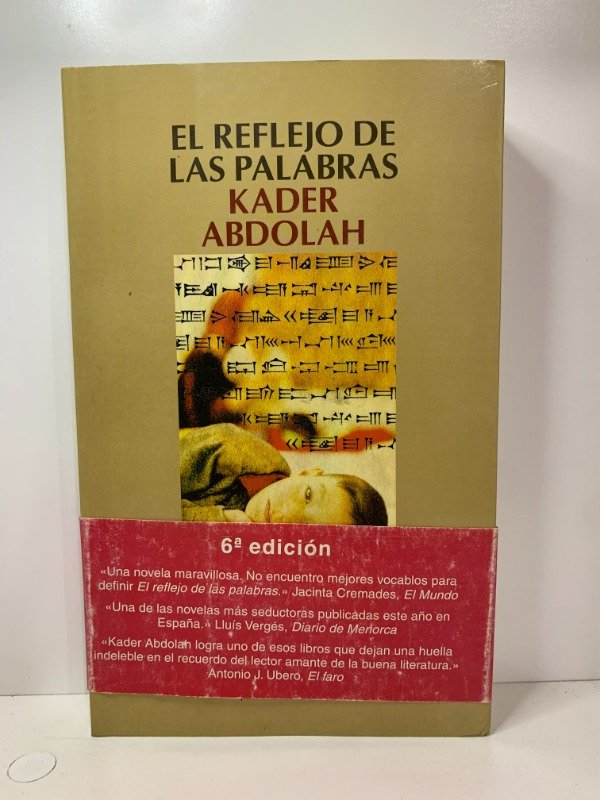 EL REFLEJO DE
LAS PALABRAS
KADER
ABDOLAH
6ª edición
«Una novela maravillosa. No encuentro mejores vocablos para
definir El reflejo de las palabras.» Jacinta Cremades, El Mundo
«Una de las novelas más seductoras publicadas este año en
España.» Lluís Vergés, Diario de Menorca
«Kader Abdolah logra uno de esos libros que dejan una huella
indeleble en el recuerdo del lector amante de la buena literatura.»
Antonio J. Ubero, El faro